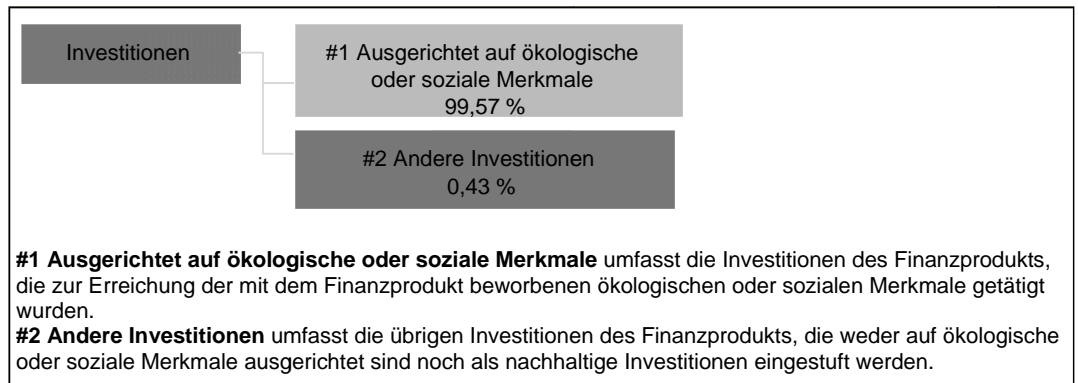 Investitionen
#1 Ausgerichtet auf ökologische
oder soziale Merkmale
99,57 %
#2 Andere Investitionen
0,43 %
#1 Ausgerichtet auf ökologische oder soziale Merkmale umfasst die Investitionen des Finanzprodukts,
die zur Erreichung der mit dem Finanzprodukt beworbenen ökologischen oder sozialen Merkmale getätigt
wurden.
#2 Andere Investitionen umfasst die übrigen Investitionen des Finanzprodukts, die weder auf ökologische
oder soziale Merkmale ausgerichtet sind noch als nachhaltige Investitionen eingestuft werden.